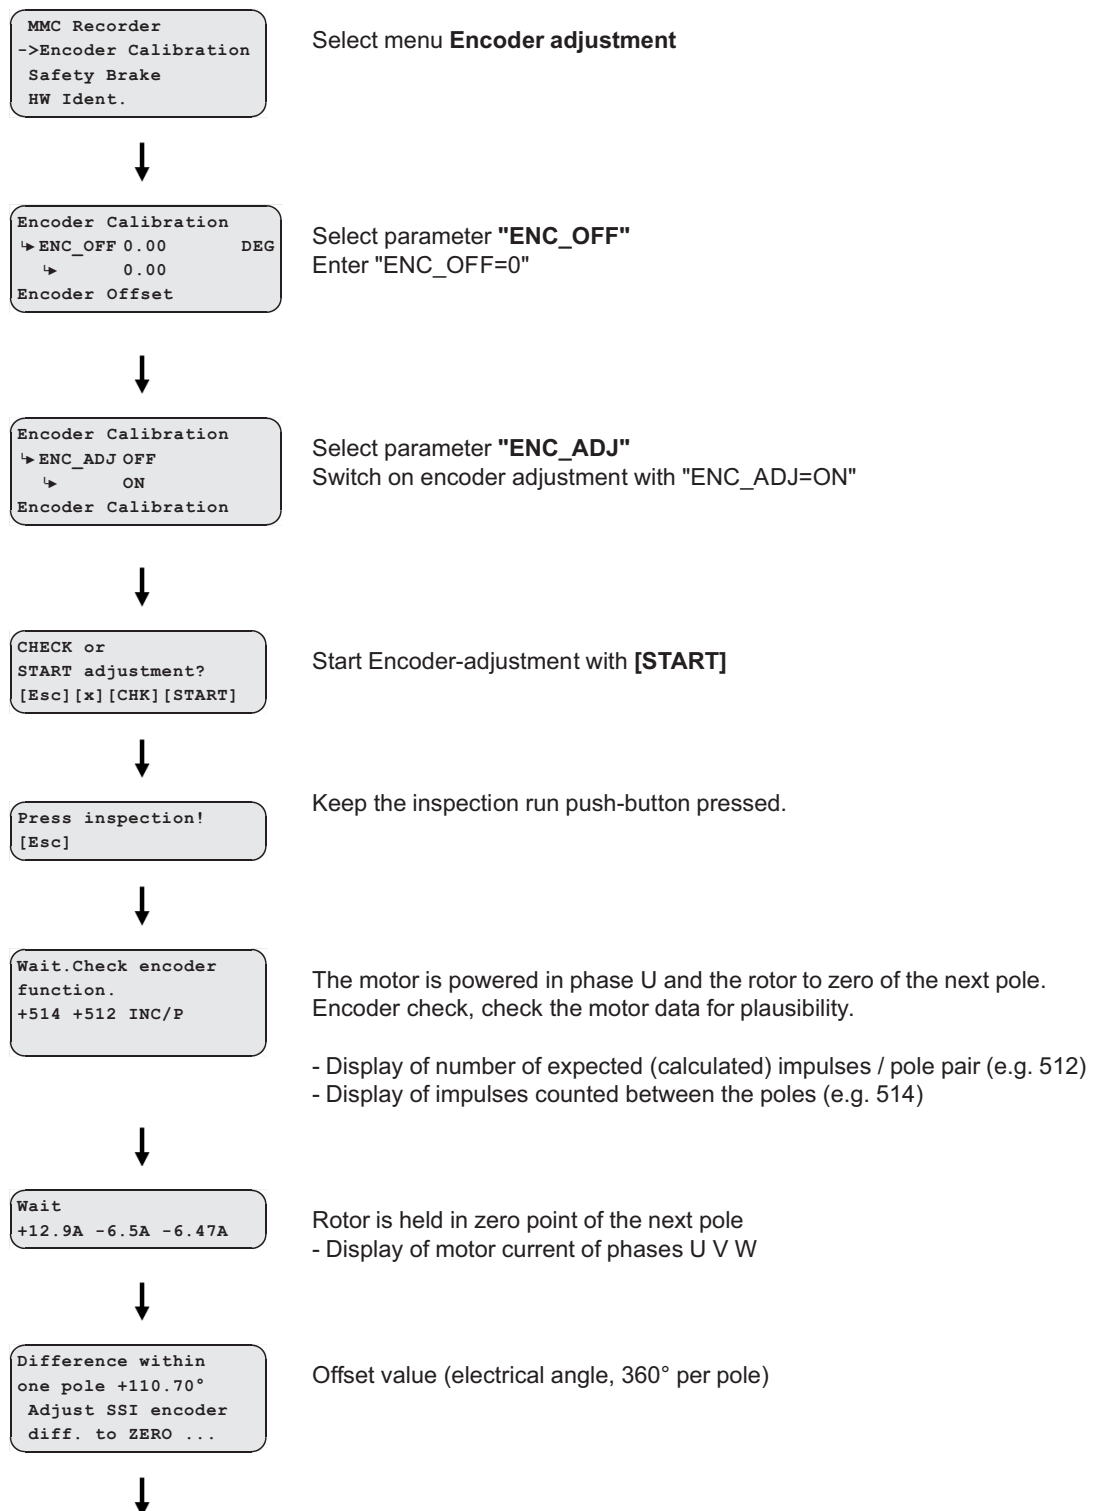 MMC Recorder
->Encoder Calibration
Safety Brake
HW Ident.
Select menu Encoder adjustment
Encoder Calibration
↳ ENC_OFF 0.00 DEG
↳ 0.00
Encoder Offset
Select parameter "ENC_OFF"
Enter "ENC_OFF=0"
Encoder Calibration
↳ ENC_ADJ OFF
↳ ON
Encoder Calibration
Select parameter "ENC_ADJ"
Switch on encoder adjustment with "ENC_ADJ=ON"
CHECK or
START adjustment?
[Esc][x][CHK][START]
Start Encoder-adjustment with [START]
Press inspection!
[Esc]
Keep the inspection run push-button pressed.
Wait.Check encoder
function.
+514 +512 INC/P
The motor is powered in phase U and the rotor to zero of the next pole.
Encoder check, check the motor data for plausibility.
- Display of number of expected (calculated) impulses / pole pair (e.g. 512)
- Display of impulses counted between the poles (e.g. 514)
Wait
+12.9A -6.5A -6.47A
Rotor is held in zero point of the next pole
- Display of motor current of phases U V W
Difference within
one pole +110.70°
Adjust SSI encoder
diff. to ZERO ...
Offset value (electrical angle, 360° per pole)